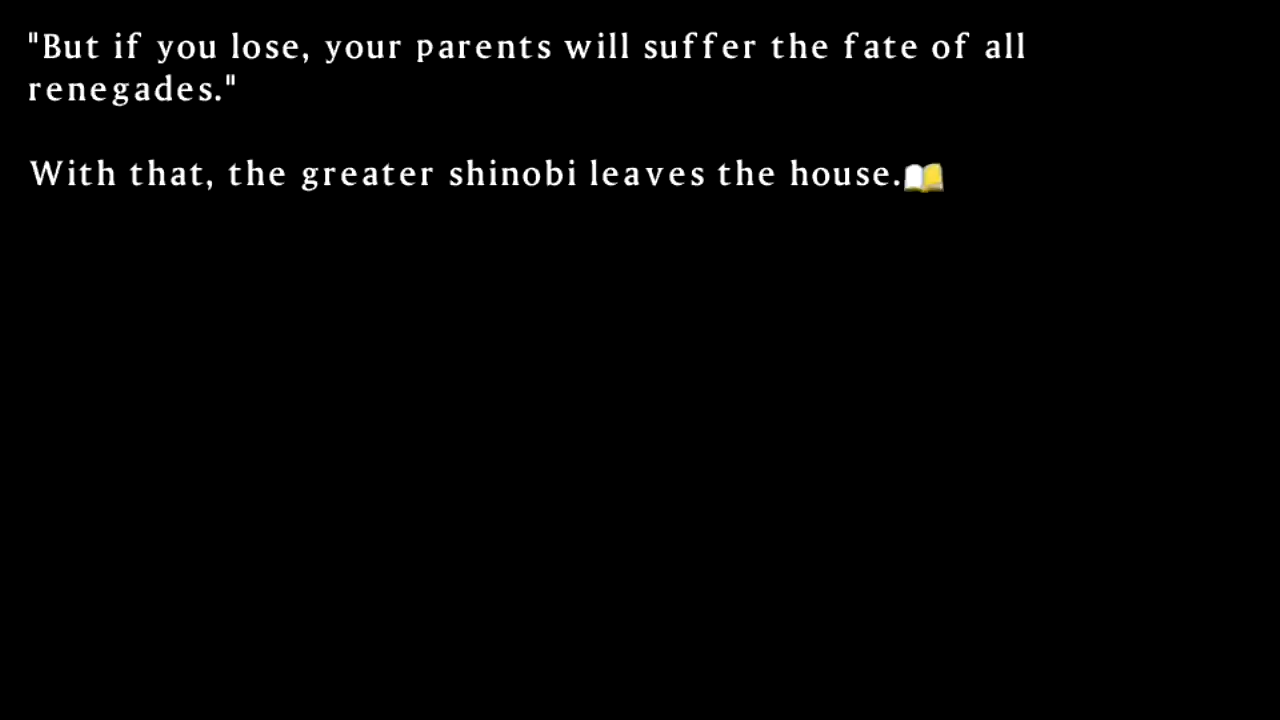 "But if you lose, your parents will suffer the fate of all
renegades."
With that, the greater shinobi leaves the house.